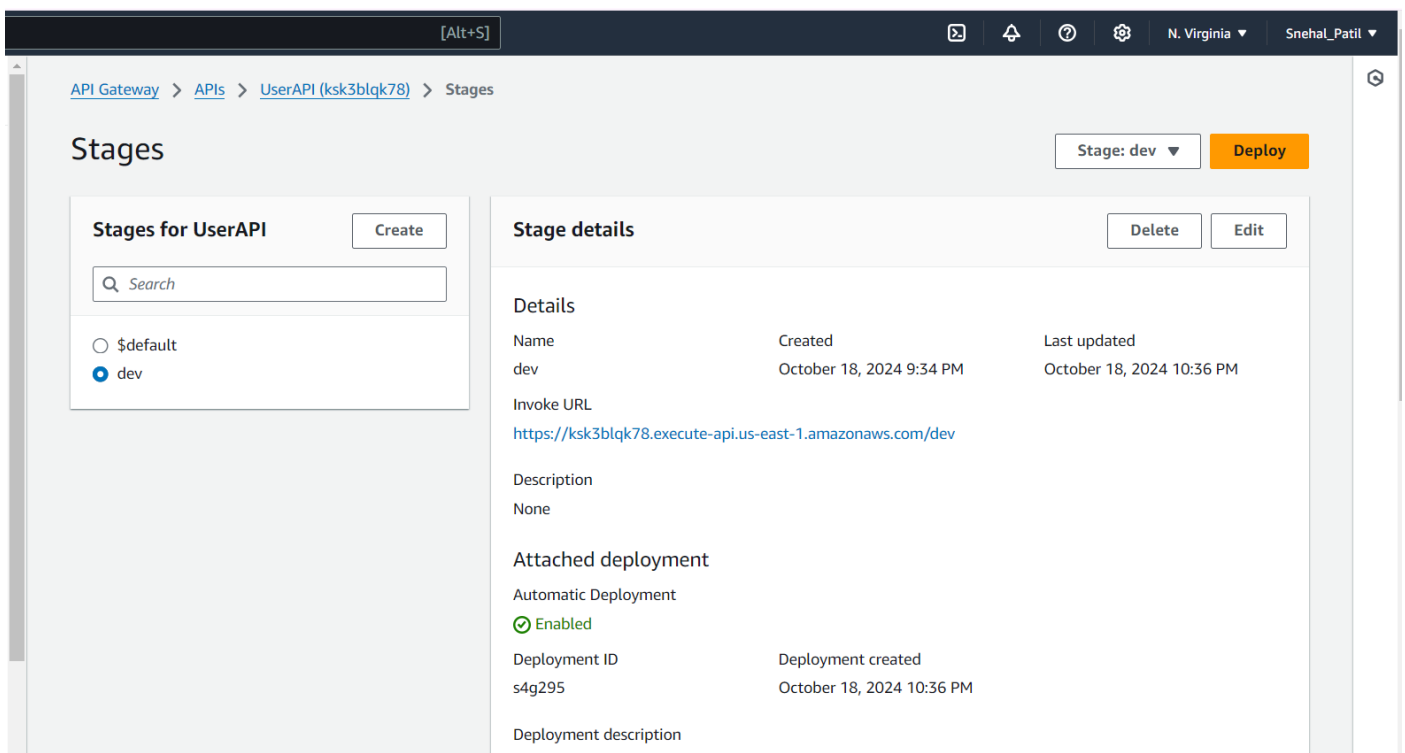 [Alt+S]
N. Virginia ▼
Snehal_Patil ▼
API Gateway > APIs > UserAPI (ksk3blqk78) > Stages
Stages
Stage: dev ▼
Deploy
Stages for UserAPI
Create
Search
$default
dev
Stage details
Delete
Edit
Details
Name
Created
Last updated
dev
October 18, 2024 9:34 PM
October 18, 2024 10:36 PM
Invoke URL
https://ksk3blqk78.execute-api.us-east-1.amazonaws.com/dev
Description
None
Attached deployment
Automatic Deployment
Enabled
Deployment ID
Deployment created
s4g295
October 18, 2024 10:36 PM
Deployment description